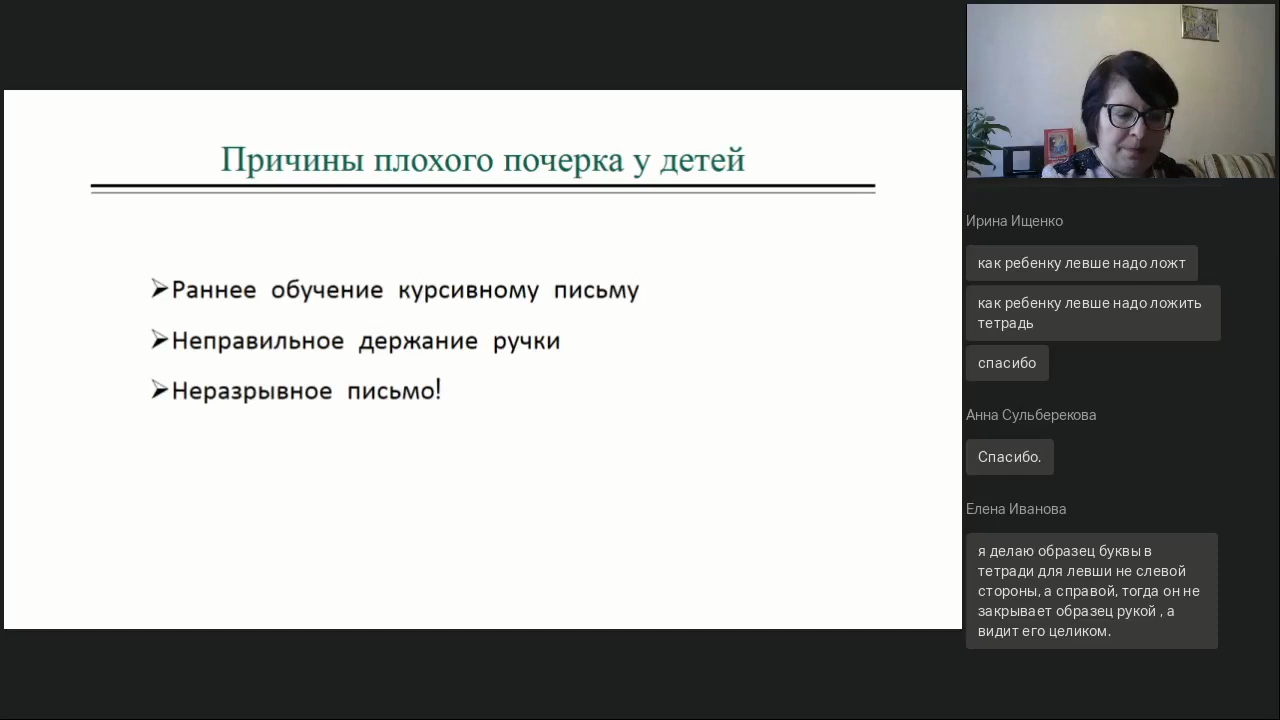 Причины плохого почерка у детей
⮚Раннее обучение курсивному письму
⮚Неправильное держание ручки
⮚Неразрывное письмо!
Ирина Ищенко
как ребенку левше надо ложт
как ребенку левше надо ложить
тетрадь
спасибо
Анна Сульберекова
Спасибо.
Елена Иванова
я делаю образец буквы в
тетради для левши не слевой
стороны, а справой, тогда он не
закрывает образец рукой , а
видит его целиком.